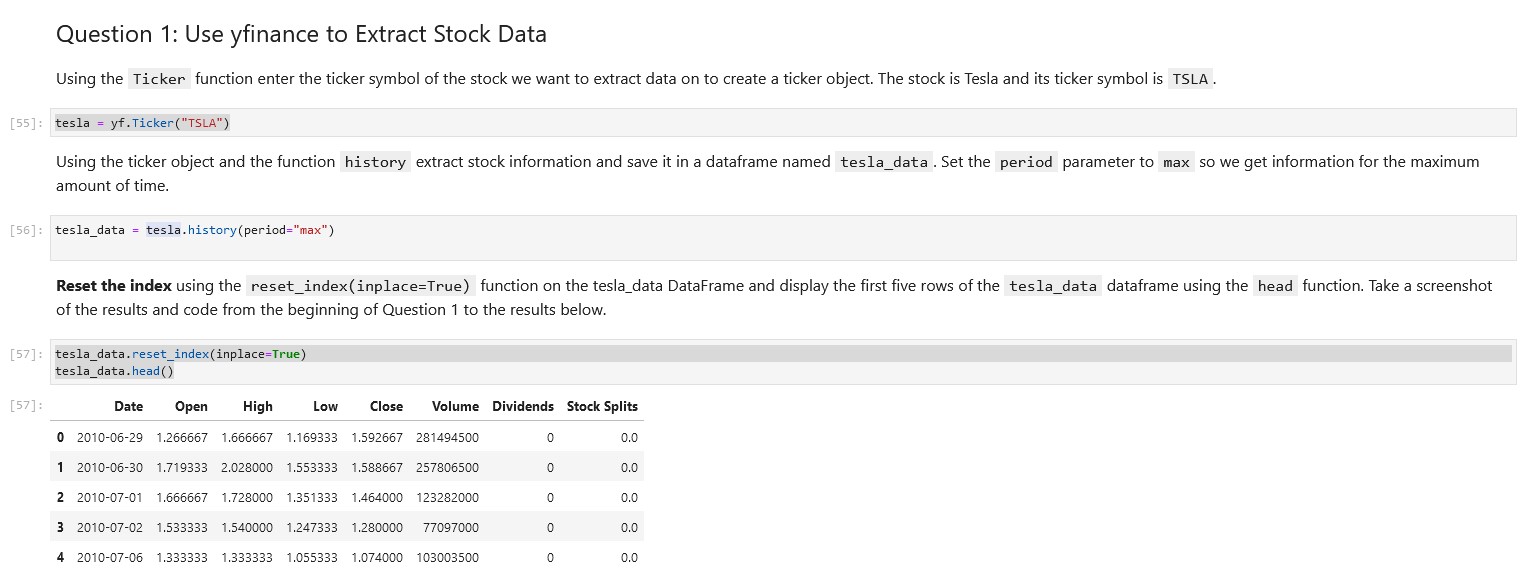 Question 1: Use yfinance to Extract Stock Data
Using the Ticker function enter the ticker symbol of the stock we want to extract data on to create a ticker object. The stock is Tesla and its ticker symbol is TSLA.
[55]: tesla = yf.Ticker("TSLA")
Using the ticker object and the function history extract stock information and save it in a dataframe named tesla_data. Set the period parameter to max so we get information for the maximum
amount of time.
[56]: tesla_data = tesla.history(period="max")
Reset the index using the reset_index(inplace=True) function on the tesla_data DataFrame and display the first five rows of the tesla_data dataframe using the head function. Take a screenshot
of the results and code from the beginning of Question 1 to the results below.
[57]: tesla_data.reset_index(inplace=True)
tesla_data.head()
[57]: Date Open High Low Close Volume Dividends Stock Splits
0 2010-06-29 1.266667 1.666667 1.169333 1.592667 281494500 0 0.0
1 2010-06-30 1.719333 2.028000 1.553333 1.588667 257806500 0 0.0
2 2010-07-01 1.666667 1.728000 1.351333 1.464000 123282000 0 0.0
3 2010-07-02 1.533333 1.540000 1.247333 1.280000 77097000 0 0.0
4 2010-07-06 1.333333 1.333333 1.055333 1.074000 103003500 0 0.0